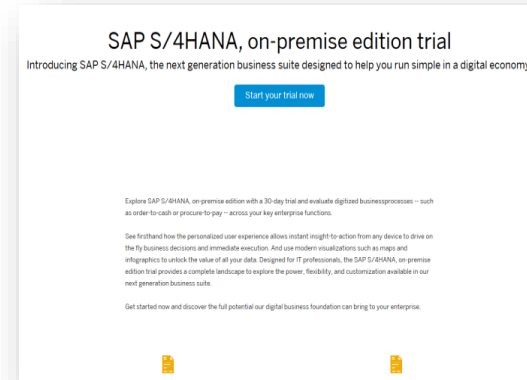 SAP S/4HANA, on-premise edition trial
Introducing SAP S/4HANA, the next generation business suite designed to help you run simple in a digital economy
Start your trial now
Explore SAP S/4HANA, on-premise edition with a 30-day trial and evaluate digitized businessprocesses -- such
as order-to-cash or procure-to-pay – across your key enterprise functions.
See firsthand how the personalized user experience allows instant insight-to-action from any device to drive on
the fly business decisions and immediate execution. And use modern visualizations such as maps and
infographics to unlock the value of all your data. Designed for IT professionals, the SAP S/4HANA, on-premise
edition trial provides a complete landscape to explore the power, flexibility, and customization available in our
next generation business suite.
Get started now and discover the full potential our digital business foundation can bring to your enterprise.